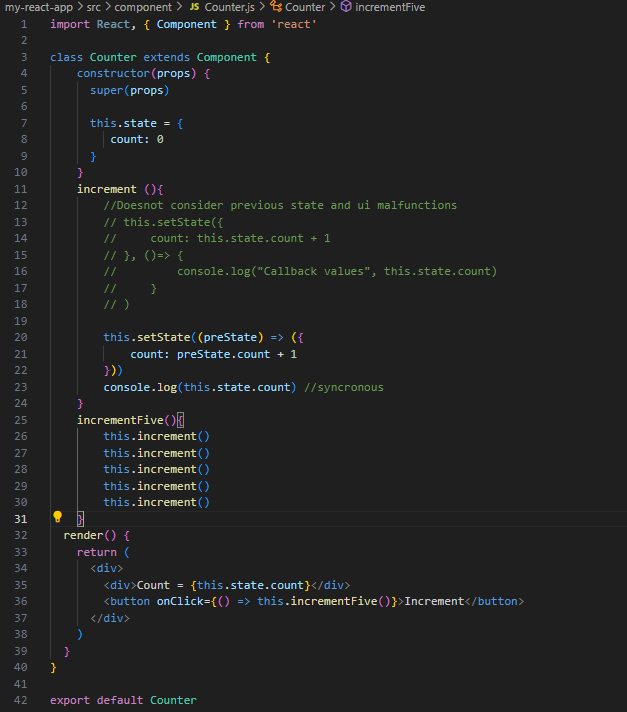 my-react-app > src > component > JS Counter.js > Counter > incrementFive
1 import React, { Component } from 'react'
2
3 class Counter extends Component {
4 constructor(props) {
5 super(props)
6
7 this.state = {
8 count: 0
9 }
10 }
11 increment (){
12 //Doesnot consider previous state and ui malfunctions
13 // this.setState({
14 // count: this.state.count + 1
15 // }, ()=> {
16 // console.log("Callback values", this.state.count)
17 // }
18 // )
19
20 this.setState((preState) => ({
21 count: preState.count + 1
22 }))
23 console.log(this.state.count) //syncronous
24 }
25 incrementFive(){
26 this.increment()
27 this.increment()
28 this.increment()
29 this.increment()
30 this.increment()
31 }
32 render() {
33 return (
34 <div>
35 <div>Count = {this.state.count}</div>
36 <button onClick={() => this.incrementFive()}>Increment</button>
37 </div>
38 )
39 }
40 }
41
42 export default Counter